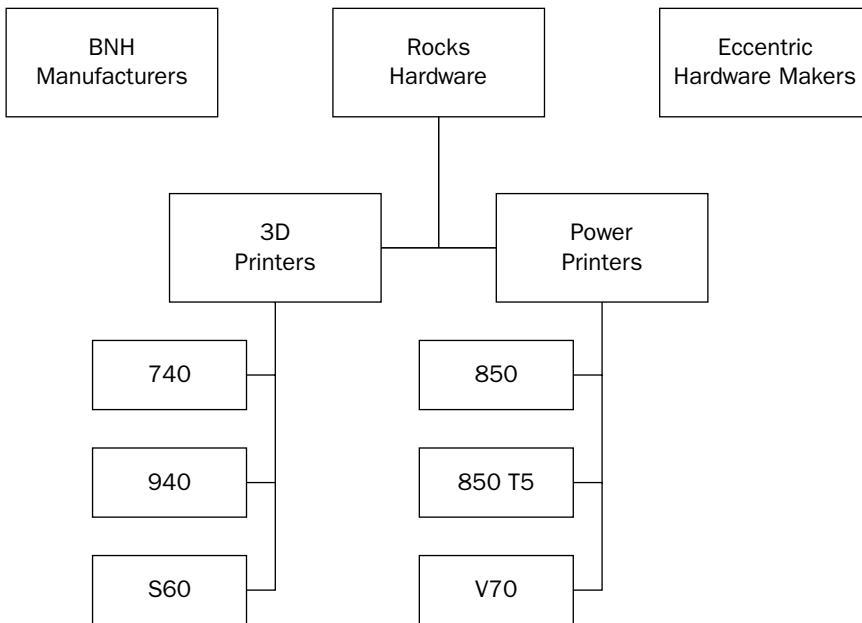 BNH
Manufacturers
Rocks
Hardware
Eccentric
Hardware Makers
3D
Printers
Power
Printers
740
850
940
850 T5
S60
V70